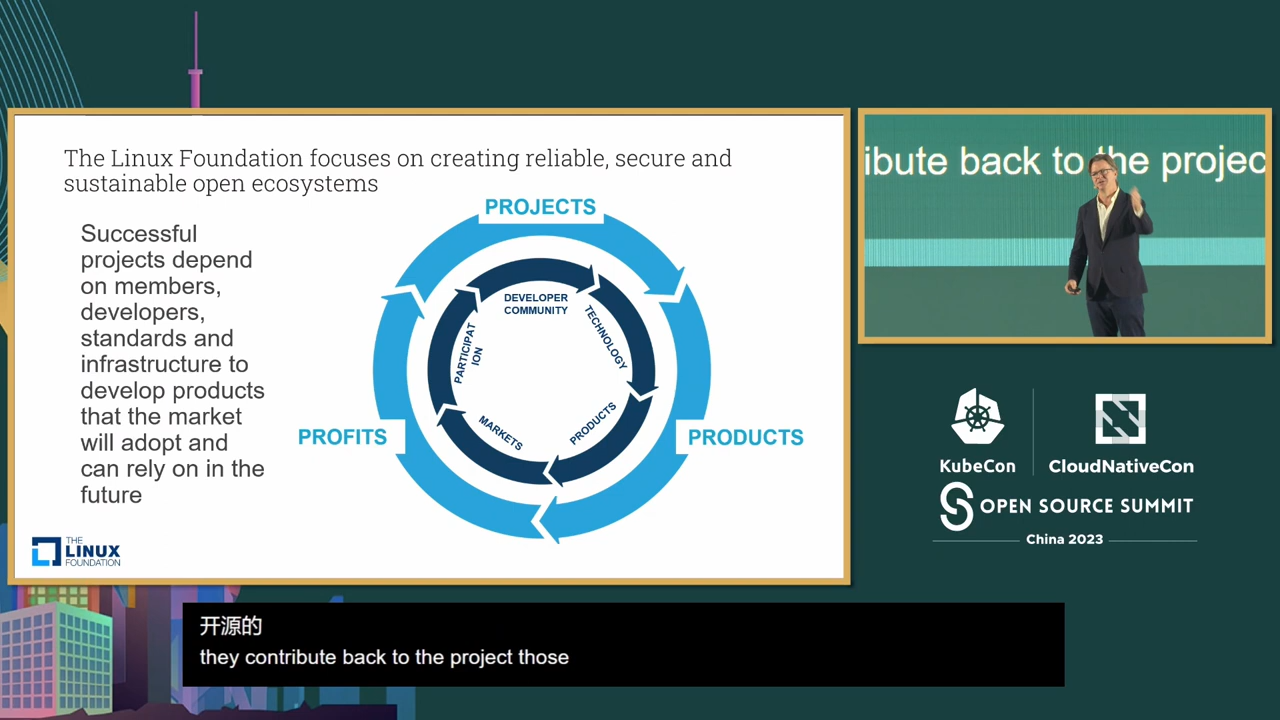 The Linux Foundation focuses on creating reliable, secure and
sustainable open ecosystems
Successful
projects depend
on members,
developers,
standards and
infrastructure to
develop products
that the market
will adopt and
can rely on in the
future
PROJECTS
PRODUCTS
PROFITS
DEVELOPER
COMMUNITY
TECHNOLOGY
PRODUCTS
MARKETS
PARTICIPAT
ION
THE
LINUX
FOUNDATION
ibute back to the projec
KubeCon
CloudNativeCon
S OPEN SOURCE SUMMIT
China 2023
开源的
they contribute back to the project those